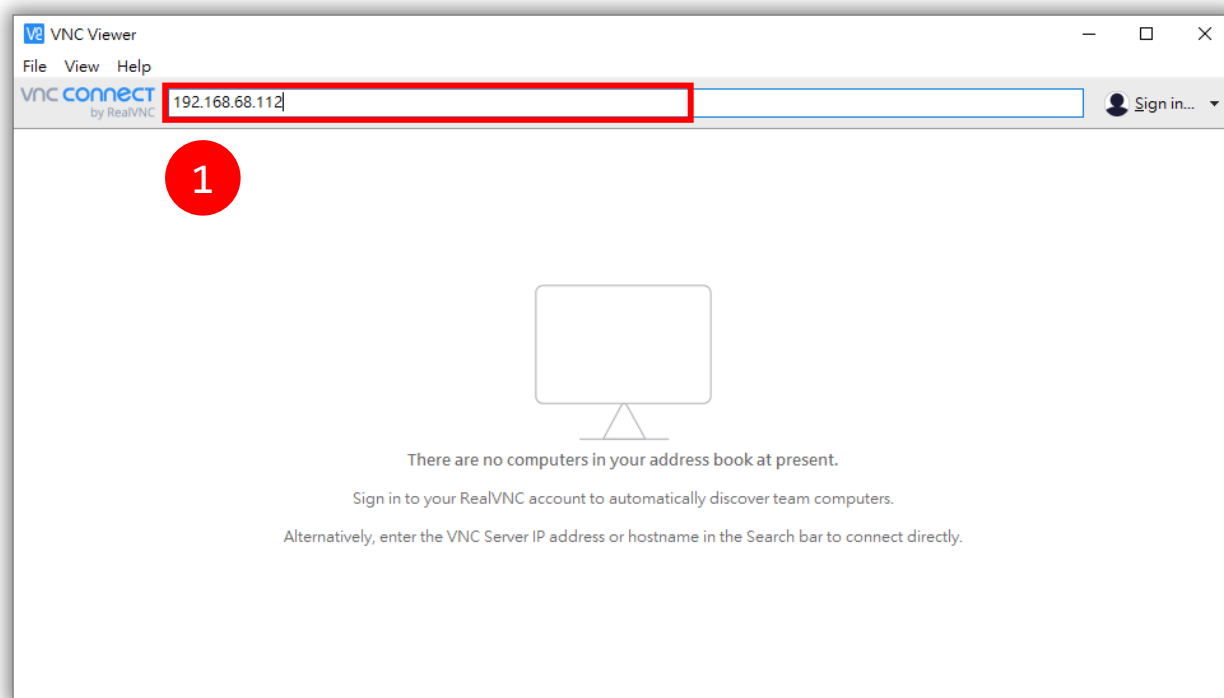 V2 VNC Viewer
File View Help
vnc connect
by RealVNC
192.168.68.112
Sign in...
1
There are no computers in your address book at present.
Sign in to your RealVNC account to automatically discover team computers.
Alternatively, enter the VNC Server IP address or hostname in the Search bar to connect directly.